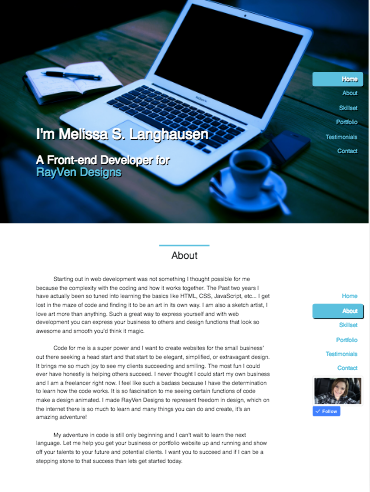 I'm Melissa S. Langhausen
A Front-end Developer for
RayVen Designs
Home
About
Skillset
Portfolio
Testimonials
Contact
About
Starting out in web development was not something I thought possible for me
because the complexity with the coding and how it works together. The Past two years I
have actually been so tuned into learning the basics like HTML, CSS, JavaScript, etc... I get
lost in the maze of code and finding it to be an art in its own way. I am also a sketch artist, I
love art more than anything. Such a great way to express yourself and with web
development you can express your business to others and design functions that look so
awesome and smooth you'd think it magic.
Code for me is a super power and I want to create websites for the small business'
out there seeking a head start and that start to be elegant, simplified, or extravagant design.
It brings me so much joy to see my clients succeeding and smiling. The most fun I could
ever have honestly is helping others succeed. I never thought I could start my own business
and I am a freelancer right now. I feel like such a badass because I have the determination
to learn how the code works. It is so fascination to me seeing certain functions of code
make a design animated. I made RayVen Designs to represent freedom in design, which on
the internet there is so much to learn and many things you can do and create, it's an
amazing adventure!
My adventure in code is still only beginning and I can't wait to learn the next
language. Let me help you get your business or portfolio website up and running and show
off your talents to your future and potential clients. I want you to succeed and if I can be a
stepping stone to that success than lets get started today.
Home
About
Skillset
Portfolio
Testimonials
Contact
Follow